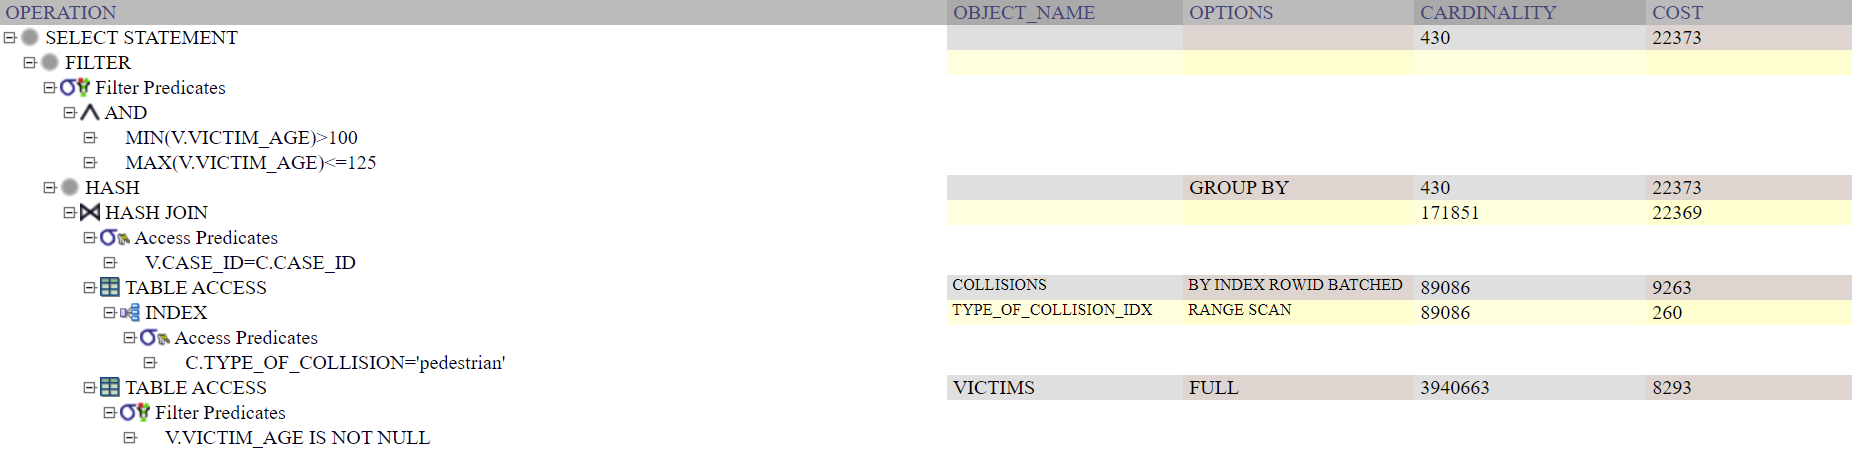 OPERATION OBJECT_NAME OPTIONS CARDINALITY COST
SELECT STATEMENT 430 22373
FILTER
Filter Predicates
AND
MIN(V.VICTIM_AGE)>100
MAX(V.VICTIM_AGE)<=125
HASH GROUP BY 430 22373
HASH JOIN 171851 22369
Access Predicates
V.CASE_ID=C.CASE_ID
TABLE ACCESS COLLISIONS BY INDEX ROWID BATCHED 89086 9263
INDEX TYPE_OF_COLLISION_IDX RANGE SCAN 89086 260
Access Predicates
C.TYPE_OF_COLLISION='pedestrian'
TABLE ACCESS VICTIMS FULL 3940663 8293
Filter Predicates
V.VICTIM_AGE IS NOT NULL